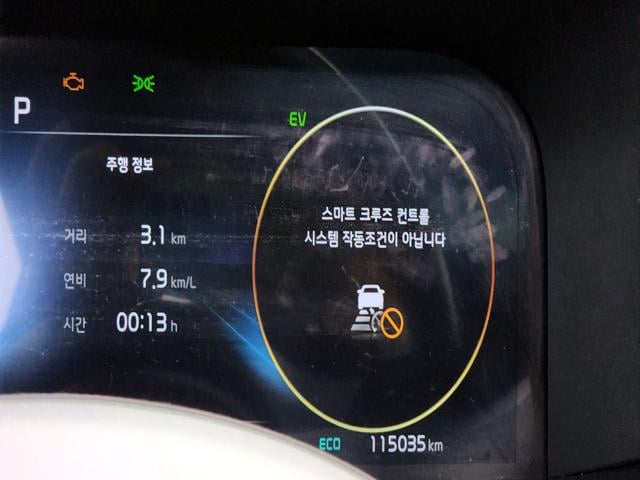 P
EV
주행 정보
거리 3.1 km
연비 7.9 km/L
시간 00:13 h
스마트 크루즈 컨트롤
시스템 작동조건이 아닙니다
ECO 115035 km